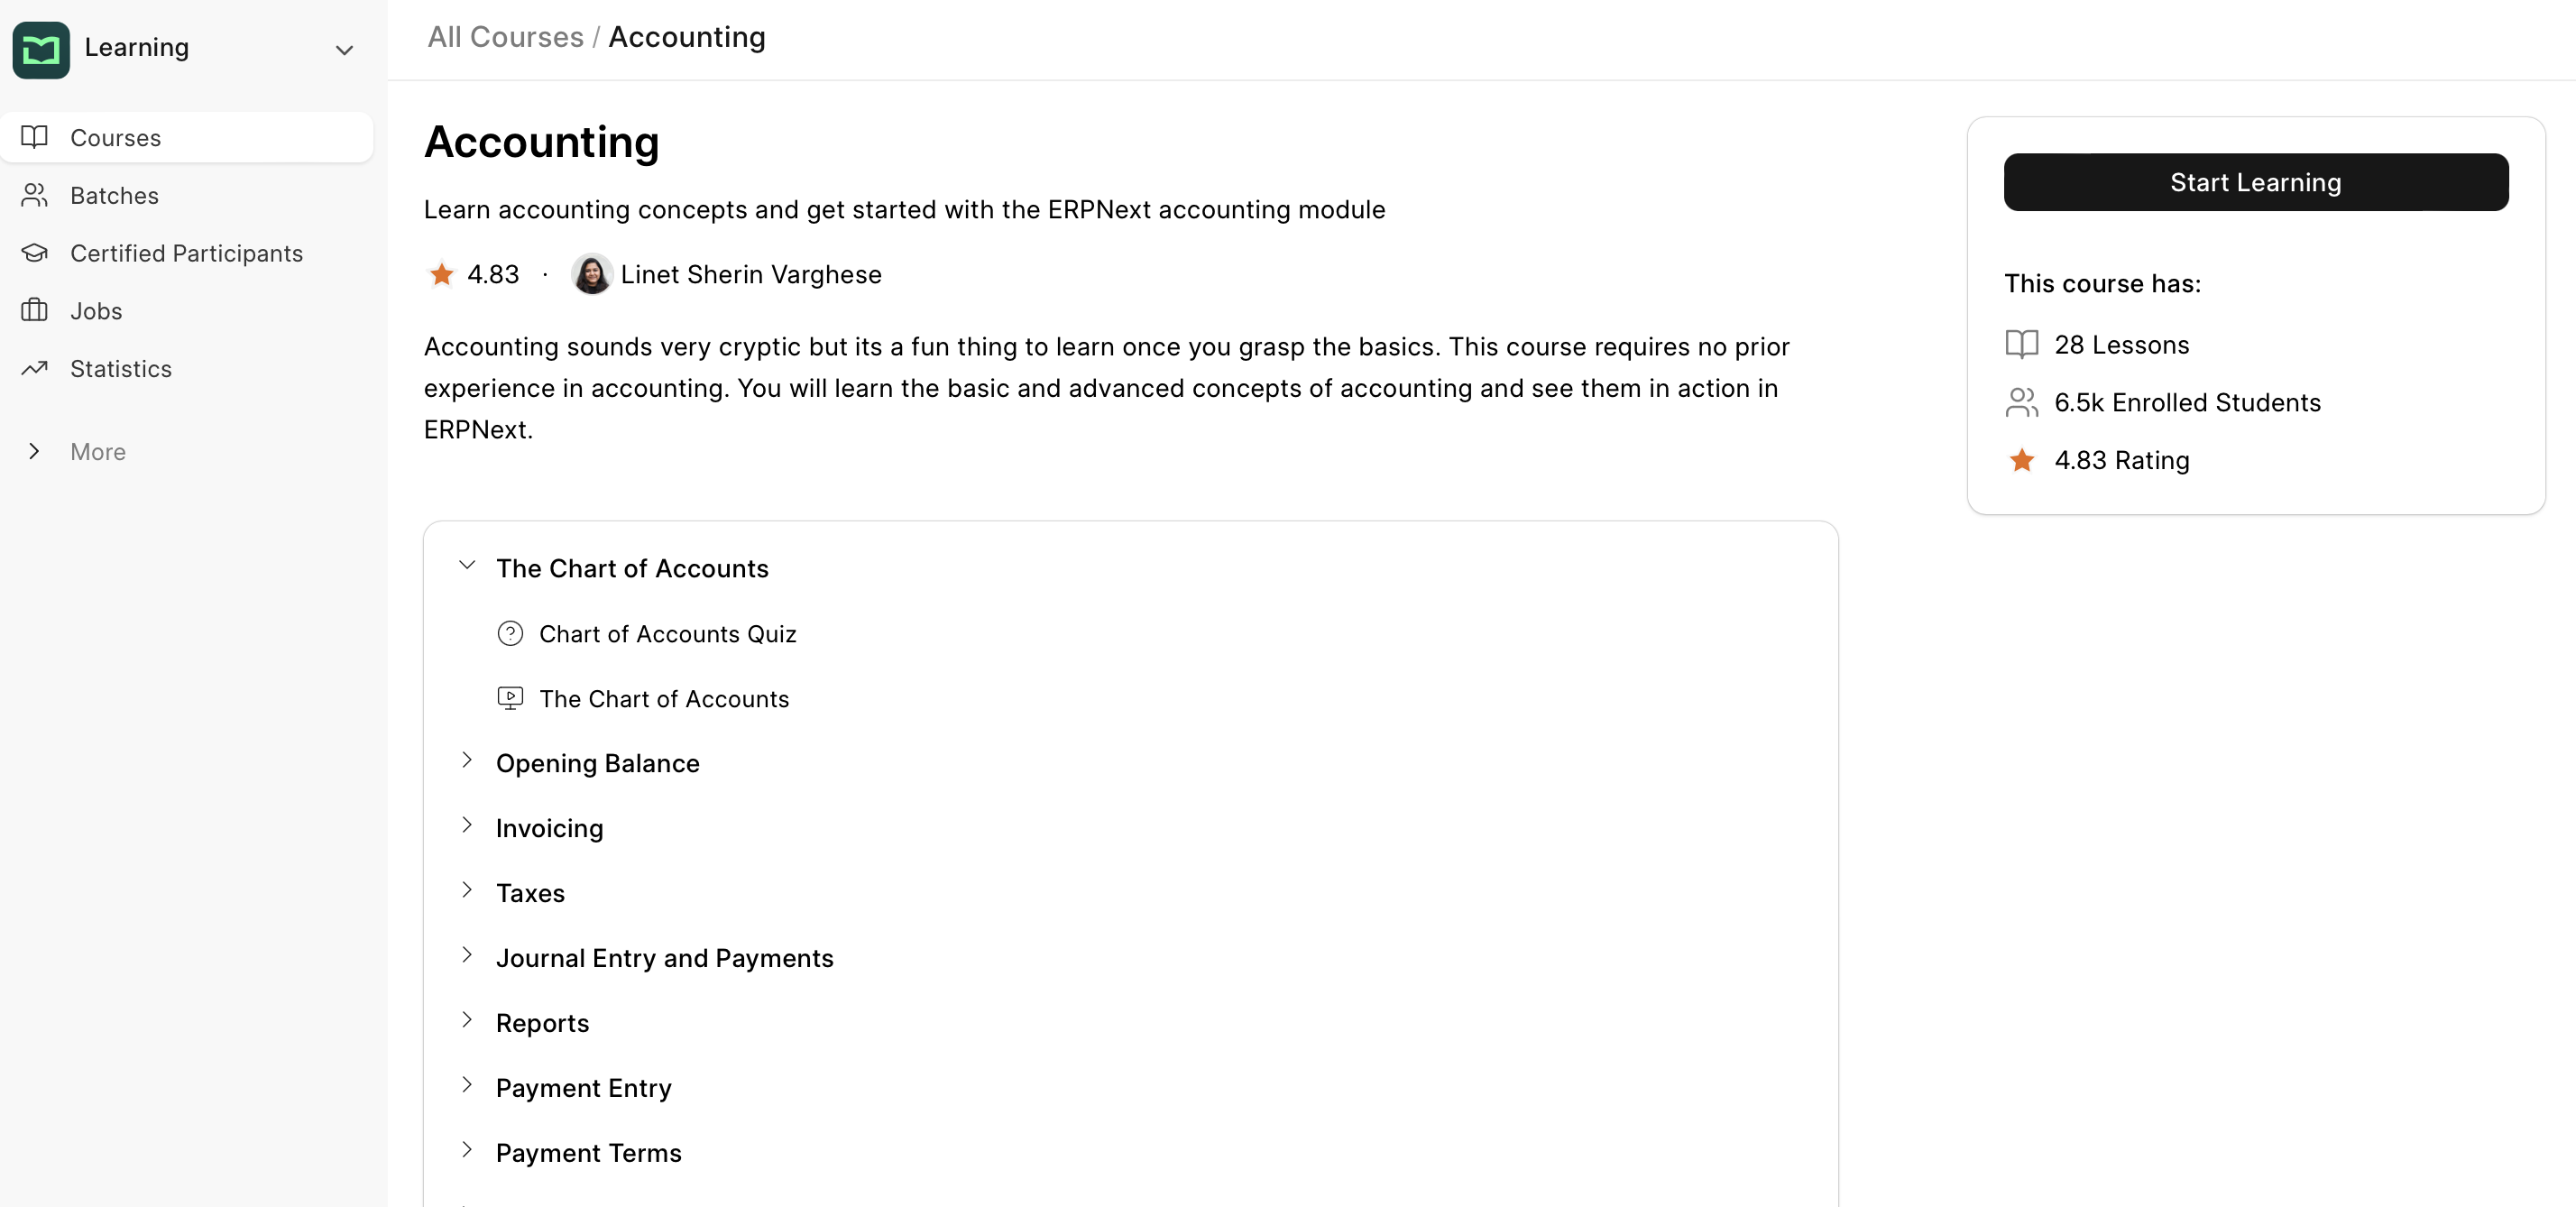 Learning
Courses
Batches
Certified Participants
Jobs
Statistics
More
All Courses / Accounting
Accounting
Learn accounting concepts and get started with the ERPNext accounting module
4.83 · Linet Sherin Varghese
Accounting sounds very cryptic but its a fun thing to learn once you grasp the basics. This course requires no prior
experience in accounting. You will learn the basic and advanced concepts of accounting and see them in action in
ERPNext.
The Chart of Accounts
Chart of Accounts Quiz
The Chart of Accounts
Opening Balance
Invoicing
Taxes
Journal Entry and Payments
Reports
Payment Entry
Payment Terms
Start Learning
This course has:
28 Lessons
6.5k Enrolled Students
4.83 Rating